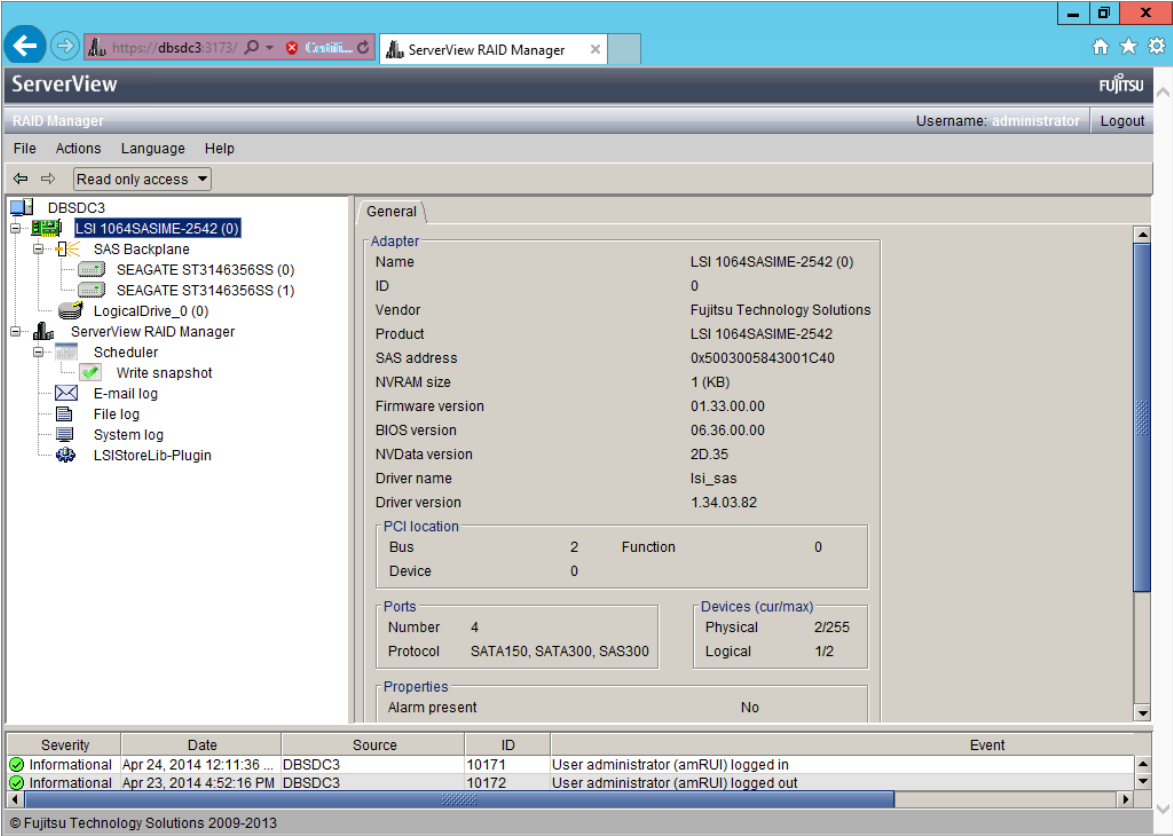 https://dbsdc3:3173/ Certifi... ServerView RAID Manager
ServerView FUJITSU
RAID Manager Username: administrator Logout
File Actions Language Help
Read only access
DBSDC3
LSI 1064SASIME-2542 (0)
SAS Backplane
SEAGATE ST3146356SS (0)
SEAGATE ST3146356SS (1)
LogicalDrive_0 (0)
ServerView RAID Manager
Scheduler
Write snapshot
E-mail log
File log
System log
LSIStoreLib-Plugin
General
Adapter
Name LSI 1064SASIME-2542 (0)
ID 0
Vendor Fujitsu Technology Solutions
Product LSI 1064SASIME-2542
SAS address 0x5003005843001C40
NVRAM size 1 (KB)
Firmware version 01.33.00.00
BIOS version 06.36.00.00
NVData version 2D.35
Driver name lsi_sas
Driver version 1.34.03.82
PCI location
Bus 2 Function 0
Device 0
Ports
Number 4
Protocol SATA150, SATA300, SAS300
Devices (cur/max)
Physical 2/255
Logical 1/2
Properties
Alarm present No
Severity Date Source ID Event
Informational Apr 24, 2014 12:11:36 ... DBSDC3 10171 User administrator (amRUI) logged in
Informational Apr 23, 2014 4:52:16 PM DBSDC3 10172 User administrator (amRUI) logged out
© Fujitsu Technology Solutions 2009-2013